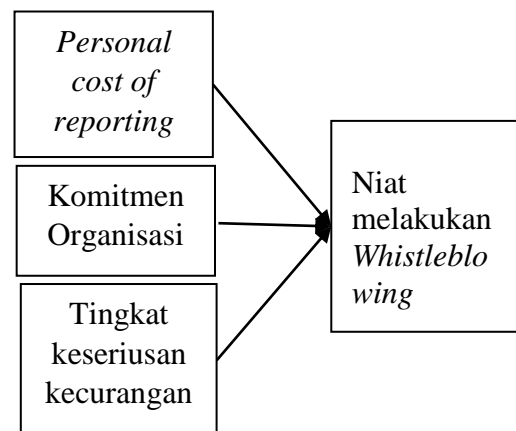 Personal
cost of
reporting
Komitmen
Organisasi
Tingkat
keseriusan
kecurangan
Niat
melakukan
Whistleblo
wing